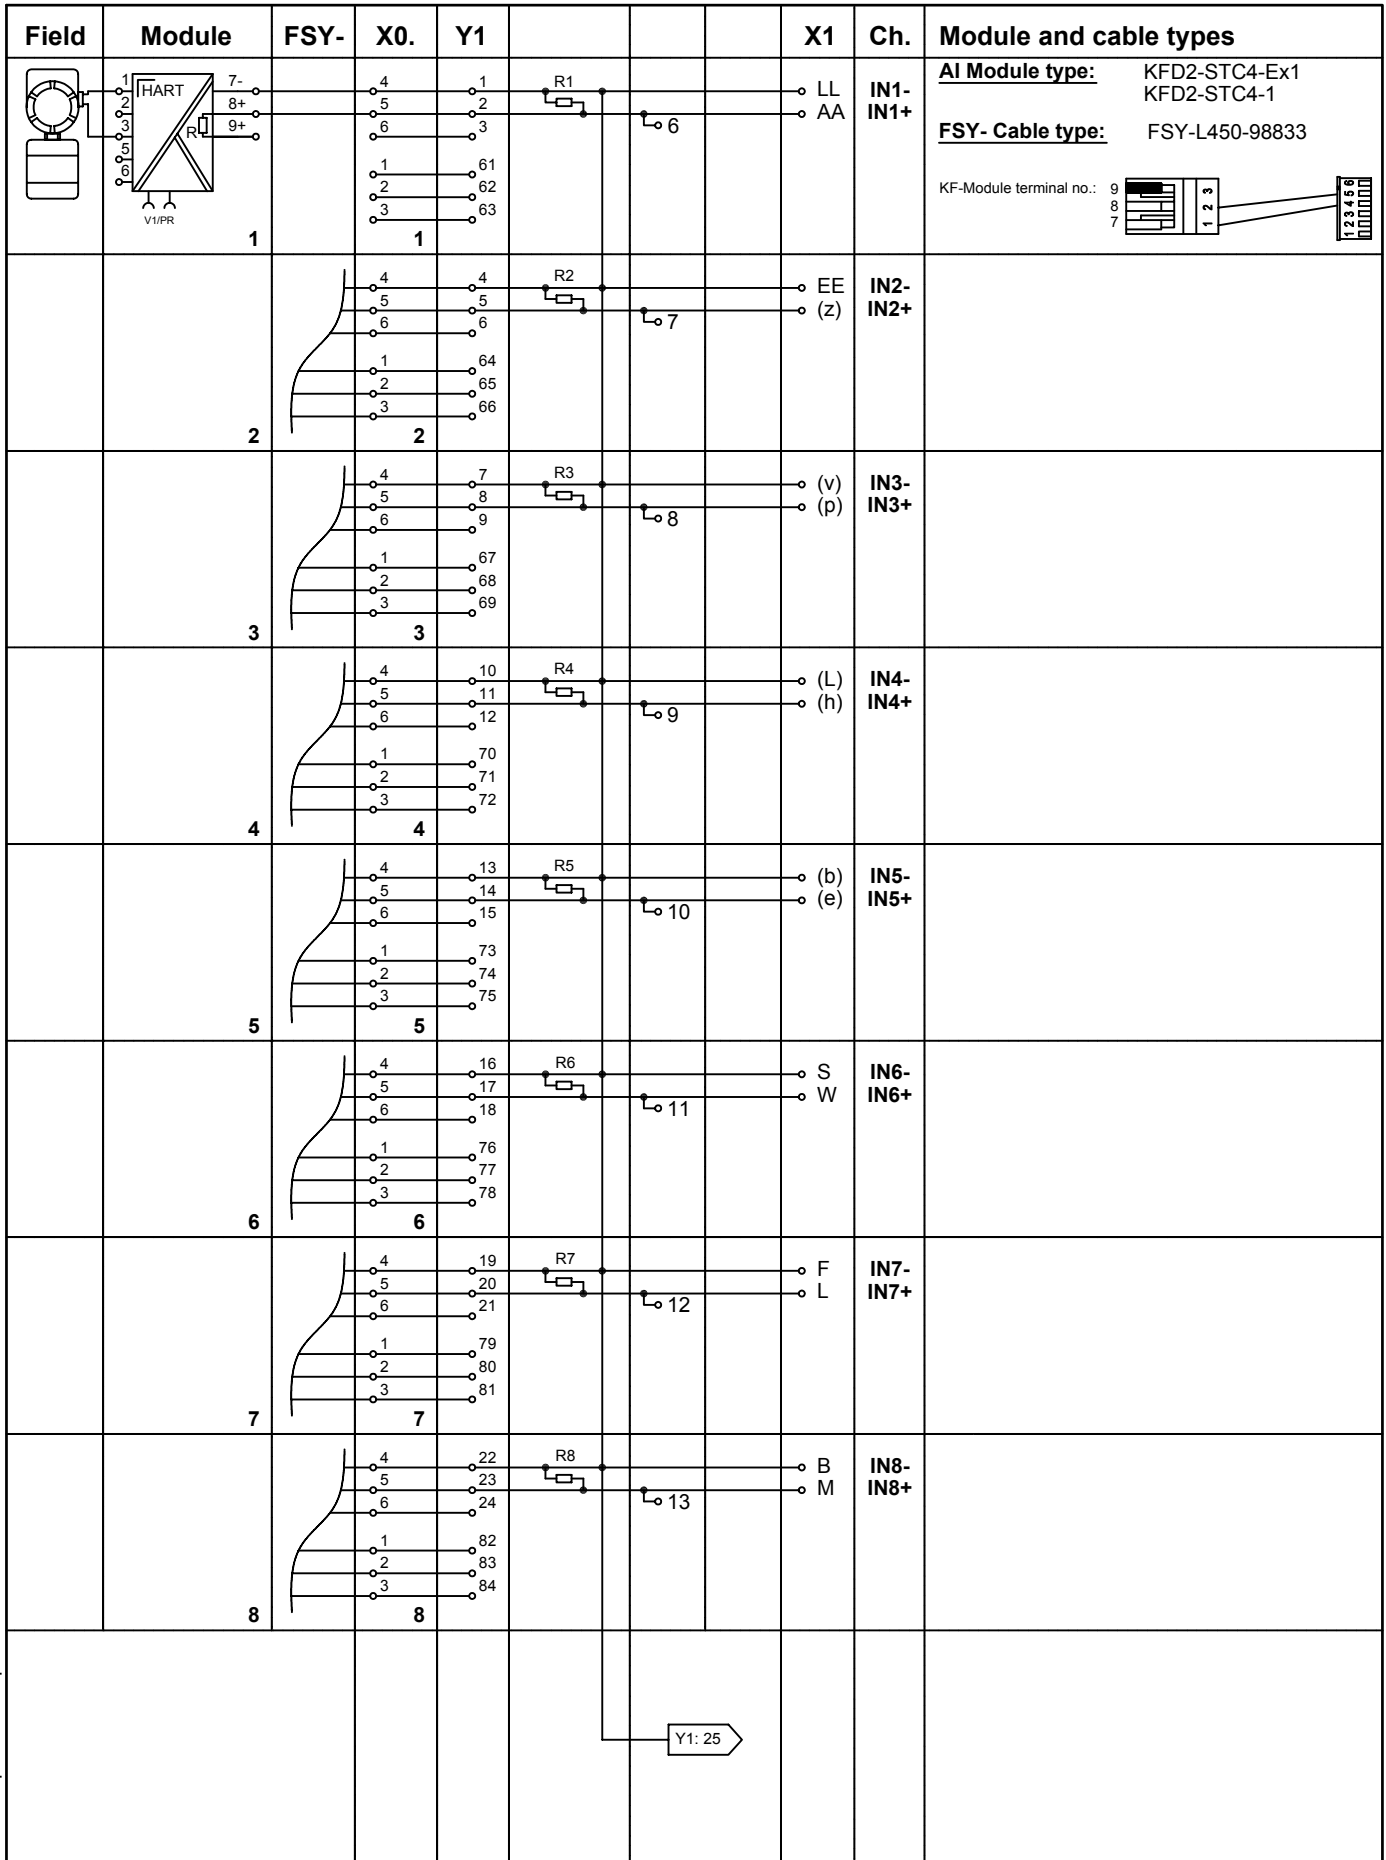 Field Module FSY- X0. Y1 X1 Ch. Module and cable types
1 HART 7- 4 1 R1 LL IN1- AI Module type: KFD2-STC4-Ex1
2 8+ 5 2 AA IN1+ KFD2-STC4-1
3 R 9+ 6 3 6 FSY- Cable type: FSY-L450-98833
5 1 61
6 2 62 KF-Module terminal no.: 9 3 6
V1/PR 3 63 8 2 5
7 1 4
3
2
1
1 1
4 4 R2 EE IN2-
5 5 (z) IN2+
6 6 7
1 64
2 65
3 66
2 2
4 7 R3 (v) IN3-
5 8 (p) IN3+
6 9 8
1 67
2 68
3 69
3 3
4 10 R4 (L) IN4-
5 11 (h) IN4+
6 12 9
1 70
2 71
3 72
4 4
4 13 R5 (b) IN5-
5 14 (e) IN5+
6 15 10
1 73
2 74
3 75
5 5
4 16 R6 S IN6-
5 17 W IN6+
6 18 11
1 76
2 77
3 78
6 6
4 19 R7 F IN7-
5 20 L IN7+
6 21 12
1 79
2 80
3 81
7 7
4 22 R8 B IN8-
5 23 M IN8+
6 24 13
1 82
2 83
3 84
8 8
Y1: 25